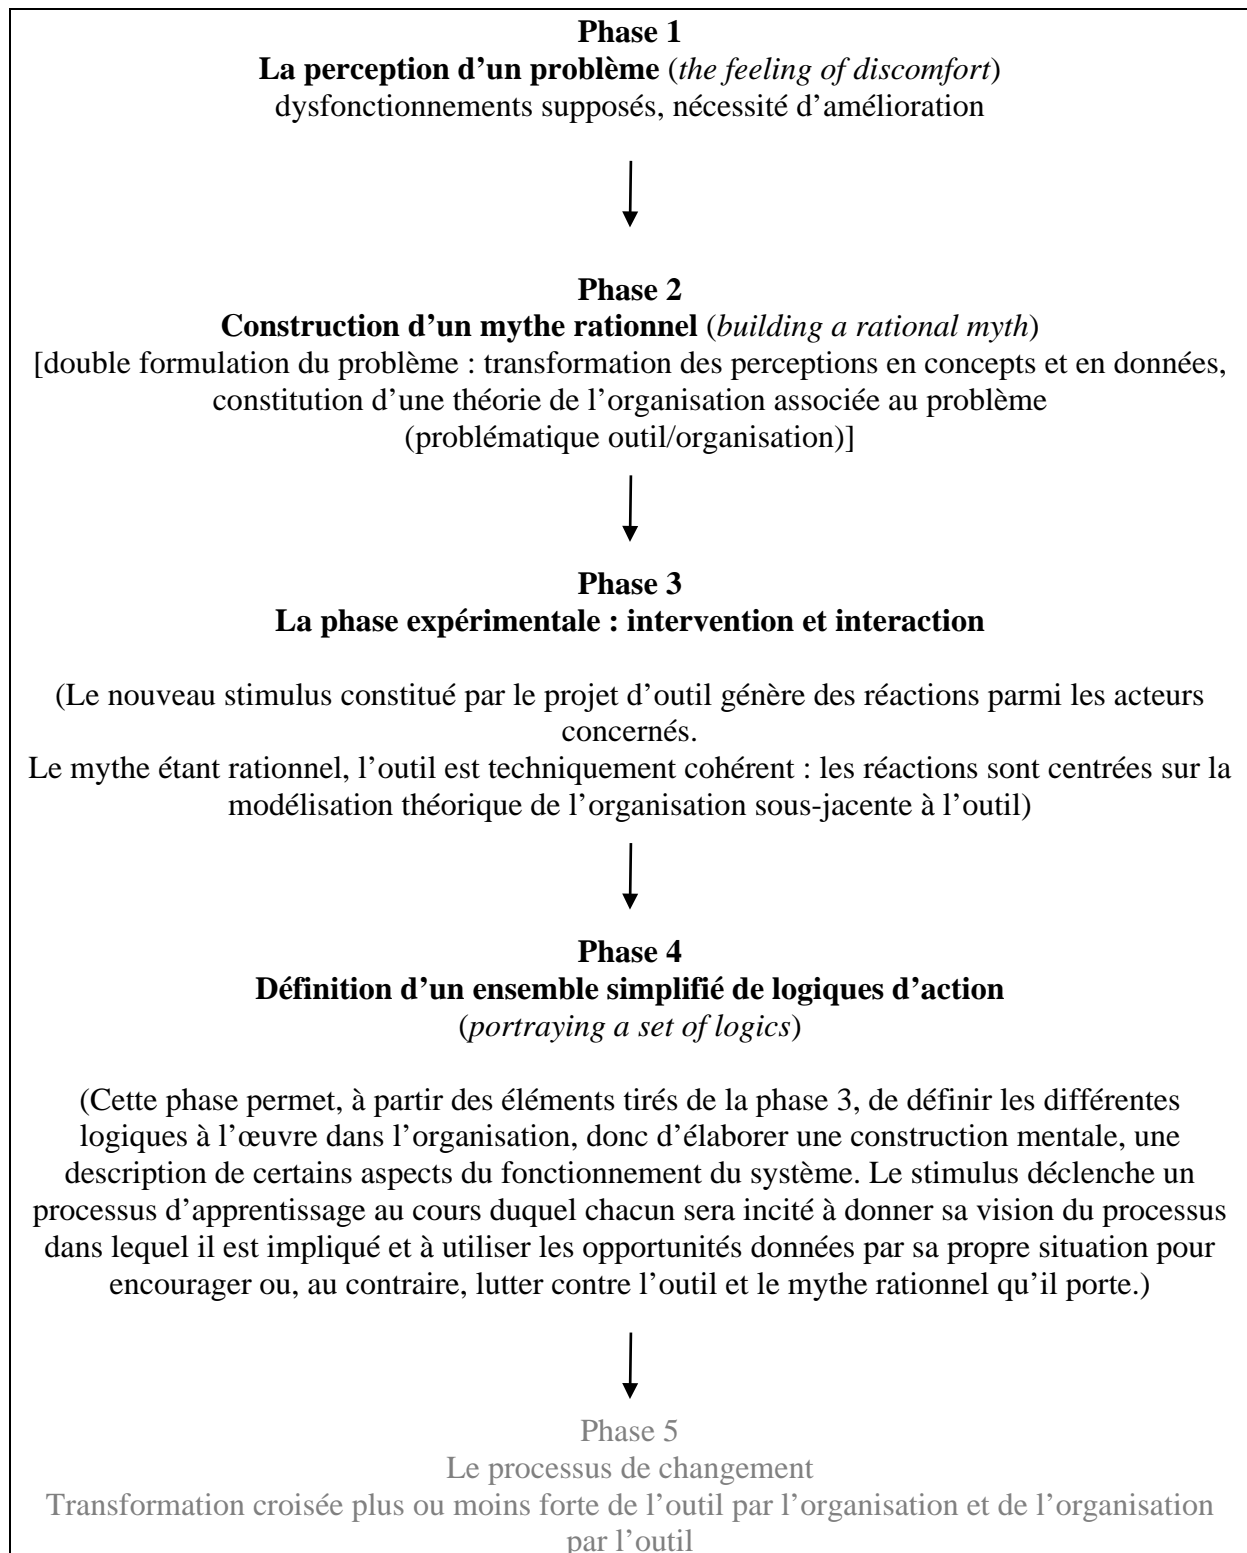 Phase 1
La perception d’un problème (the feeling of discomfort)
dysfonctionnements supposés, nécessité d’amélioration
Phase 2
Construction d’un mythe rationnel (building a rational myth)
[double formulation du problème : transformation des perceptions en concepts et en données,
constitution d’une théorie de l’organisation associée au problème
(problématique outil/organisation)]
Phase 3
La phase expérimentale : intervention et interaction
(Le nouveau stimulus constitué par le projet d’outil génère des réactions parmi les acteurs
concernés.
Le mythe étant rationnel, l’outil est techniquement cohérent : les réactions sont centrées sur la
modélisation théorique de l’organisation sous-jacente à l’outil)
Phase 4
Définition d’un ensemble simplifié de logiques d’action
(portraying a set of logics)
(Cette phase permet, à partir des éléments tirés de la phase 3, de définir les différentes
logiques à l’œuvre dans l’organisation, donc d’élaborer une construction mentale, une
description de certains aspects du fonctionnement du système. Le stimulus déclenche un
processus d’apprentissage au cours duquel chacun sera incité à donner sa vision du processus
dans lequel il est impliqué et à utiliser les opportunités données par sa propre situation pour
encourager ou, au contraire, lutter contre l’outil et le mythe rationnel qu’il porte.)
Phase 5
Le processus de changement
Transformation croisée plus ou moins forte de l’outil par l’organisation et de l’organisation
par l’outil